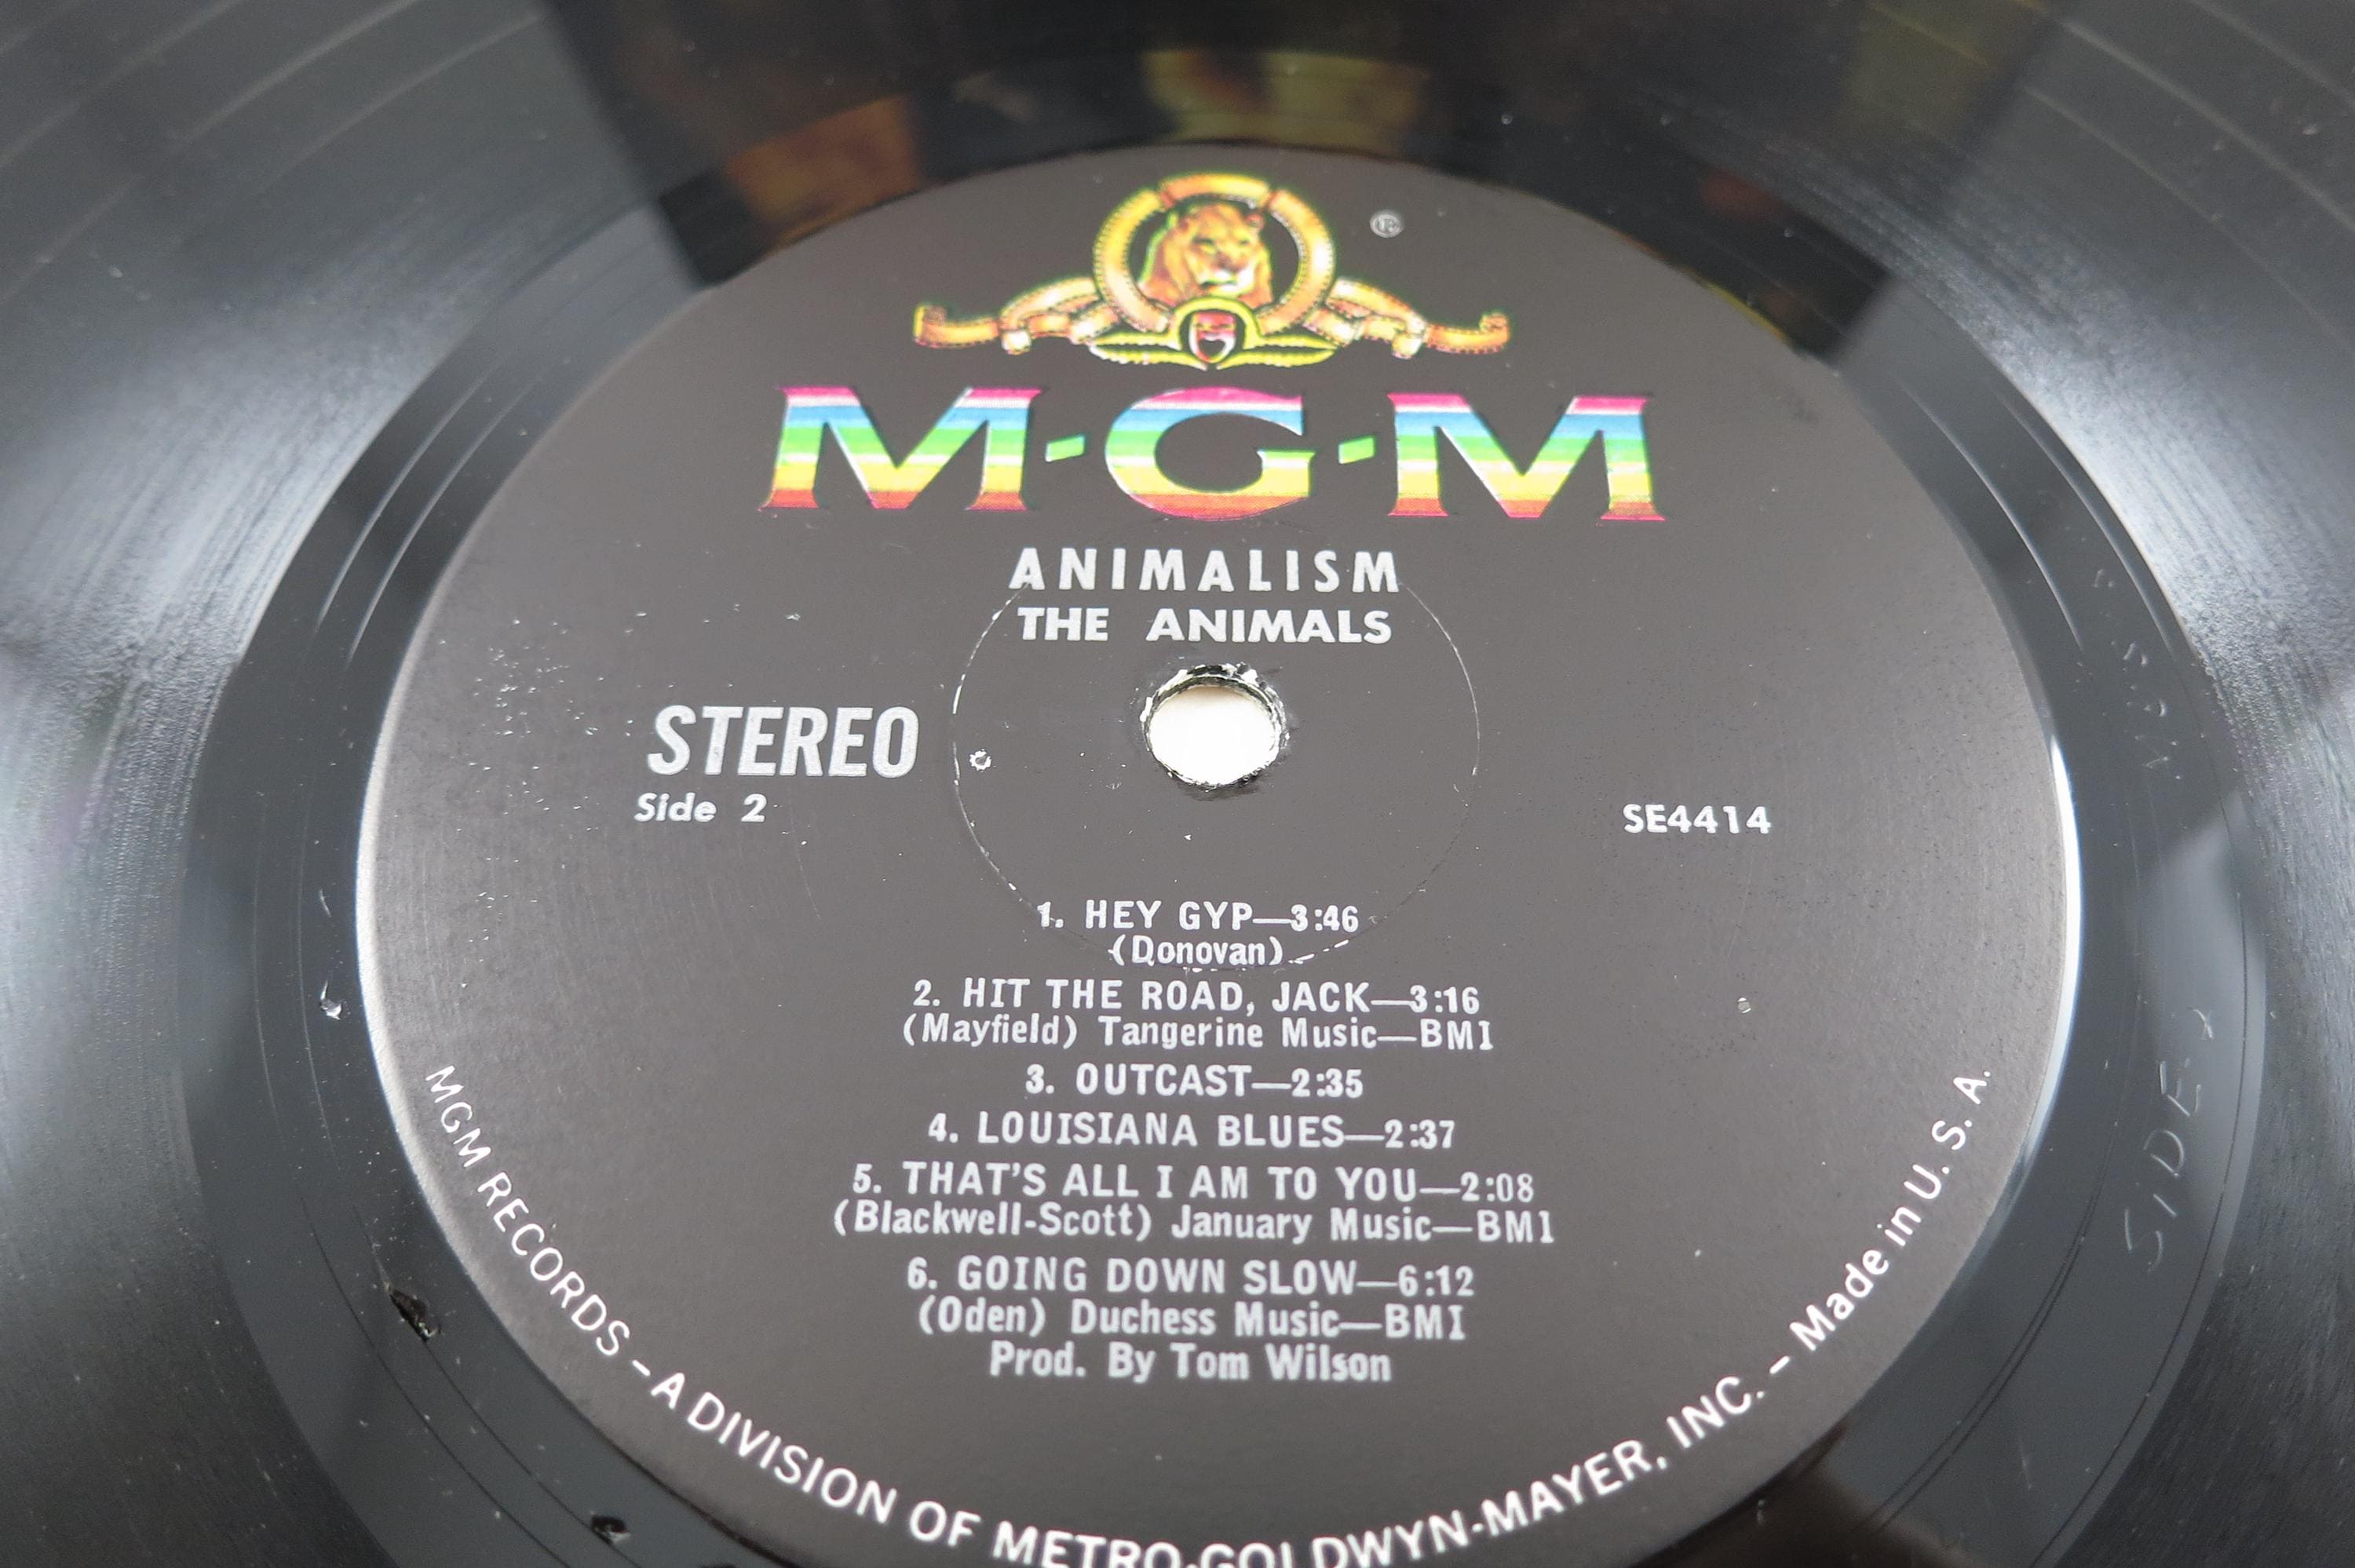 ®
M·G·M
ANIMALISM
THE ANIMALS
STEREO
Side 2
SE4414
1. HEY GYP—3:46
(Donovan)
2. HIT THE ROAD, JACK—3:16
(Mayfield) Tangerine Music—BMI
3. OUTCAST—2:35
4. LOUISIANA BLUES—2:37
5. THAT'S ALL I AM TO YOU—2:08
(Blackwell-Scott) January Music—BMI
6. GOING DOWN SLOW—6:12
(Oden) Duchess Music—BMI
Prod. By Tom Wilson
MGM RECORDS – A DIVISION OF METRO-GOLDWYN-MAYER, INC. – Made in U. S. A.
SIDE